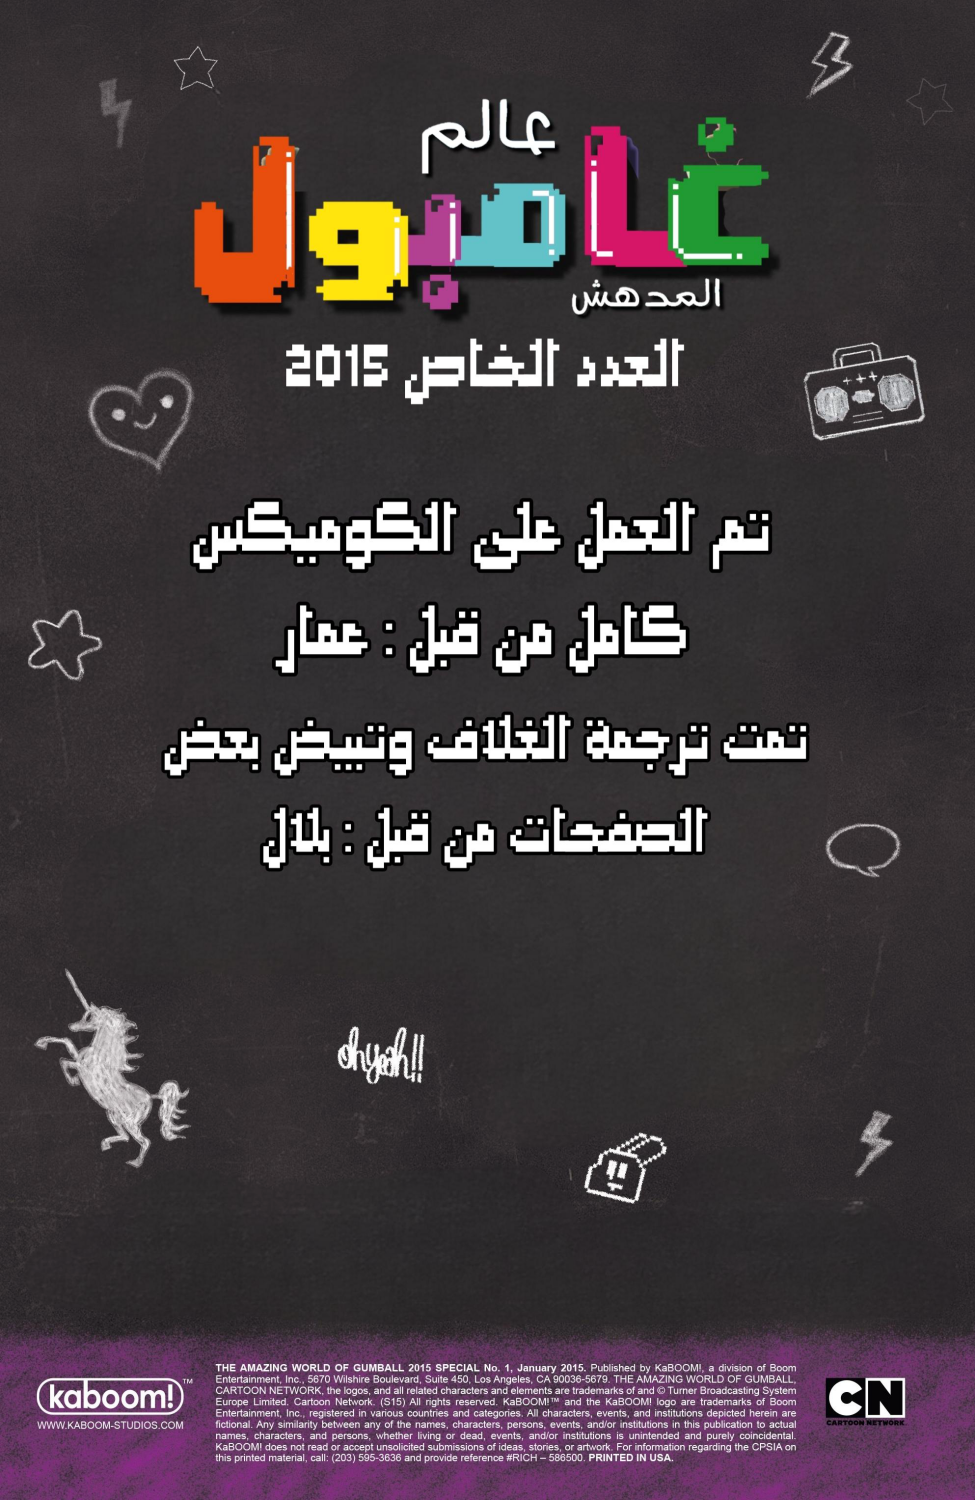 عالم
غامبول
المدهش
العدد الخاص 2015
تم العمل على الكوميكس
كامل من قبل : عمار
تمت ترجمة الغلاف وتبيض بعض
الصفحات من قبل : بلال
oh yeah!!
kaboom!™
WWW.KABOOM-STUDIOS.COM
THE AMAZING WORLD OF GUMBALL 2015 SPECIAL No. 1, January 2015. Published by KaBOOM!, a division of Boom
Entertainment, Inc., 5670 Wilshire Boulevard, Suite 450, Los Angeles, CA 90036-5679. THE AMAZING WORLD OF GUMBALL,
CARTOON NETWORK, the logos, and all related characters and elements are trademarks of and © Turner Broadcasting System
Europe Limited. Cartoon Network. (S15) All rights reserved. KaBOOM!™ and the KaBOOM! logo are trademarks of Boom
Entertainment, Inc., registered in various countries and categories. All characters, events, and institutions depicted herein are
fictional. Any similarity between any of the names, characters, persons, events, and/or institutions in this publication to actual
names, characters, and persons, whether living or dead, events, and/or institutions is unintended and purely coincidental.
KaBOOM! does not read or accept unsolicited submissions of ideas, stories, or artwork. For information regarding the CPSIA on
this printed material, call: (203) 595-3636 and provide reference #RICH – 586500. PRINTED IN USA.
CN
CARTOON NETWORK